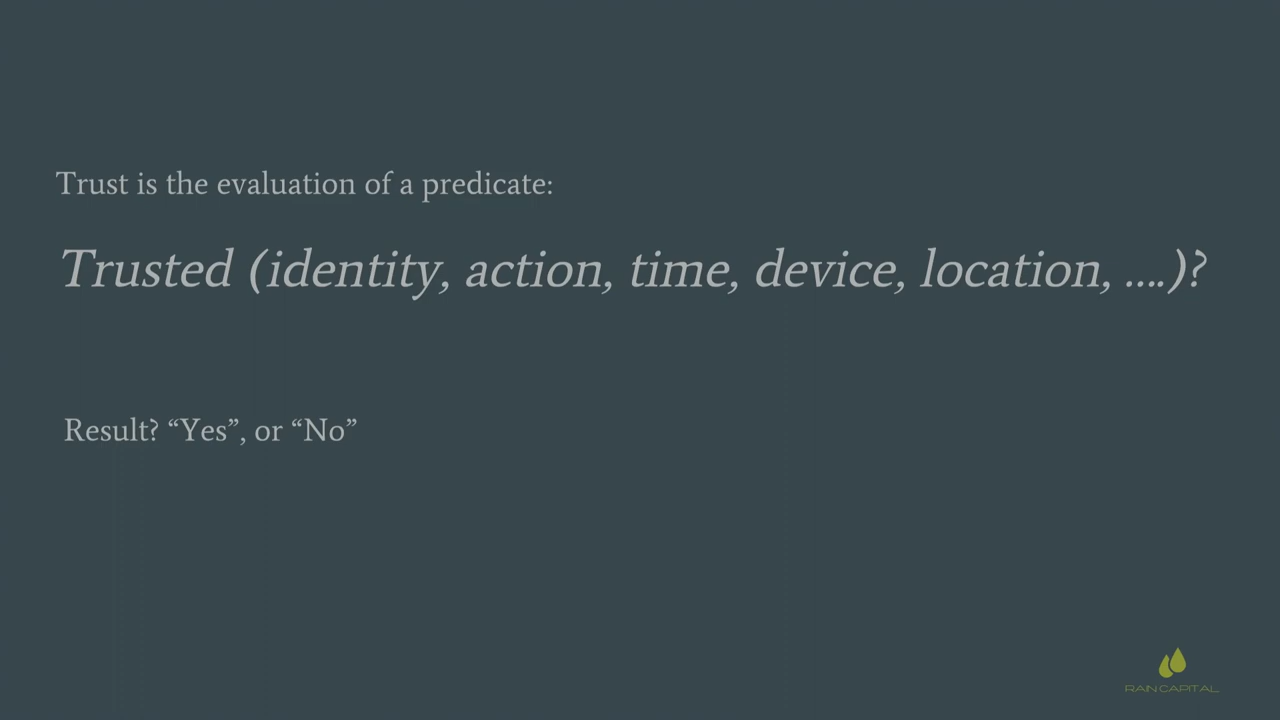 Trust is the evaluation of a predicate:
Trusted (identity, action, time, device, location, ....)?
Result? “Yes”, or “No”
RAIN CAPITAL